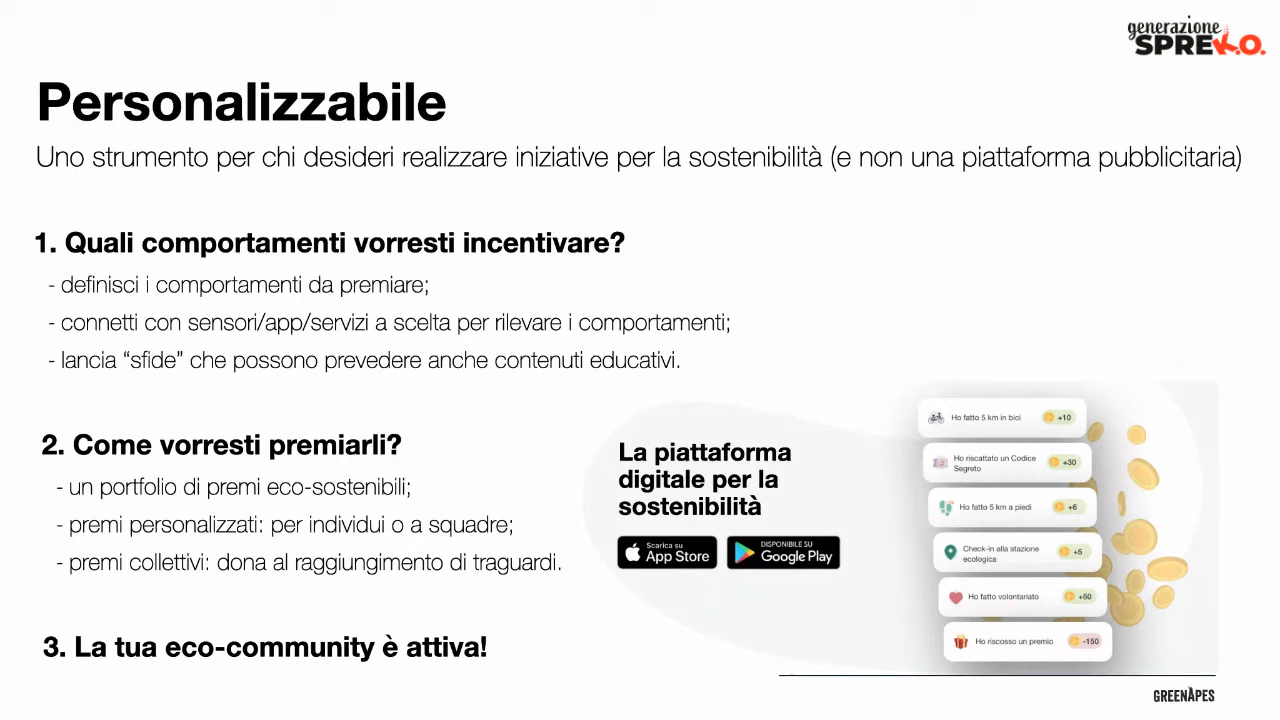 generazione
SPREK.O.
Personalizzabile
Uno strumento per chi desideri realizzare iniziative per la sostenibilità (e non una piattaforma pubblicitaria)
1. Quali comportamenti vorresti incentivare?
- definisci i comportamenti da premiare;
- connetti con sensori/app/servizi a scelta per rilevare i comportamenti;
- lancia “sfide” che possono prevedere anche contenuti educativi.
2. Come vorresti premiarli?
- un portfolio di premi eco-sostenibili;
- premi personalizzati: per individui o a squadre;
- premi collettivi: dona al raggiungimento di traguardi.
3. La tua eco-community è attiva!
La piattaforma
digitale per la
sostenibilità
Scarica su
App Store
DISPONIBILE SU
Google Play
Ho fatto 5 km in bici +10
Ho riscattato un Codice
Segreto +30
Ho fatto 5 km a piedi +6
Check-in alla stazione
ecologica +5
Ho fatto volontariato +50
Ho riscosso un premio -150
GREENAPES